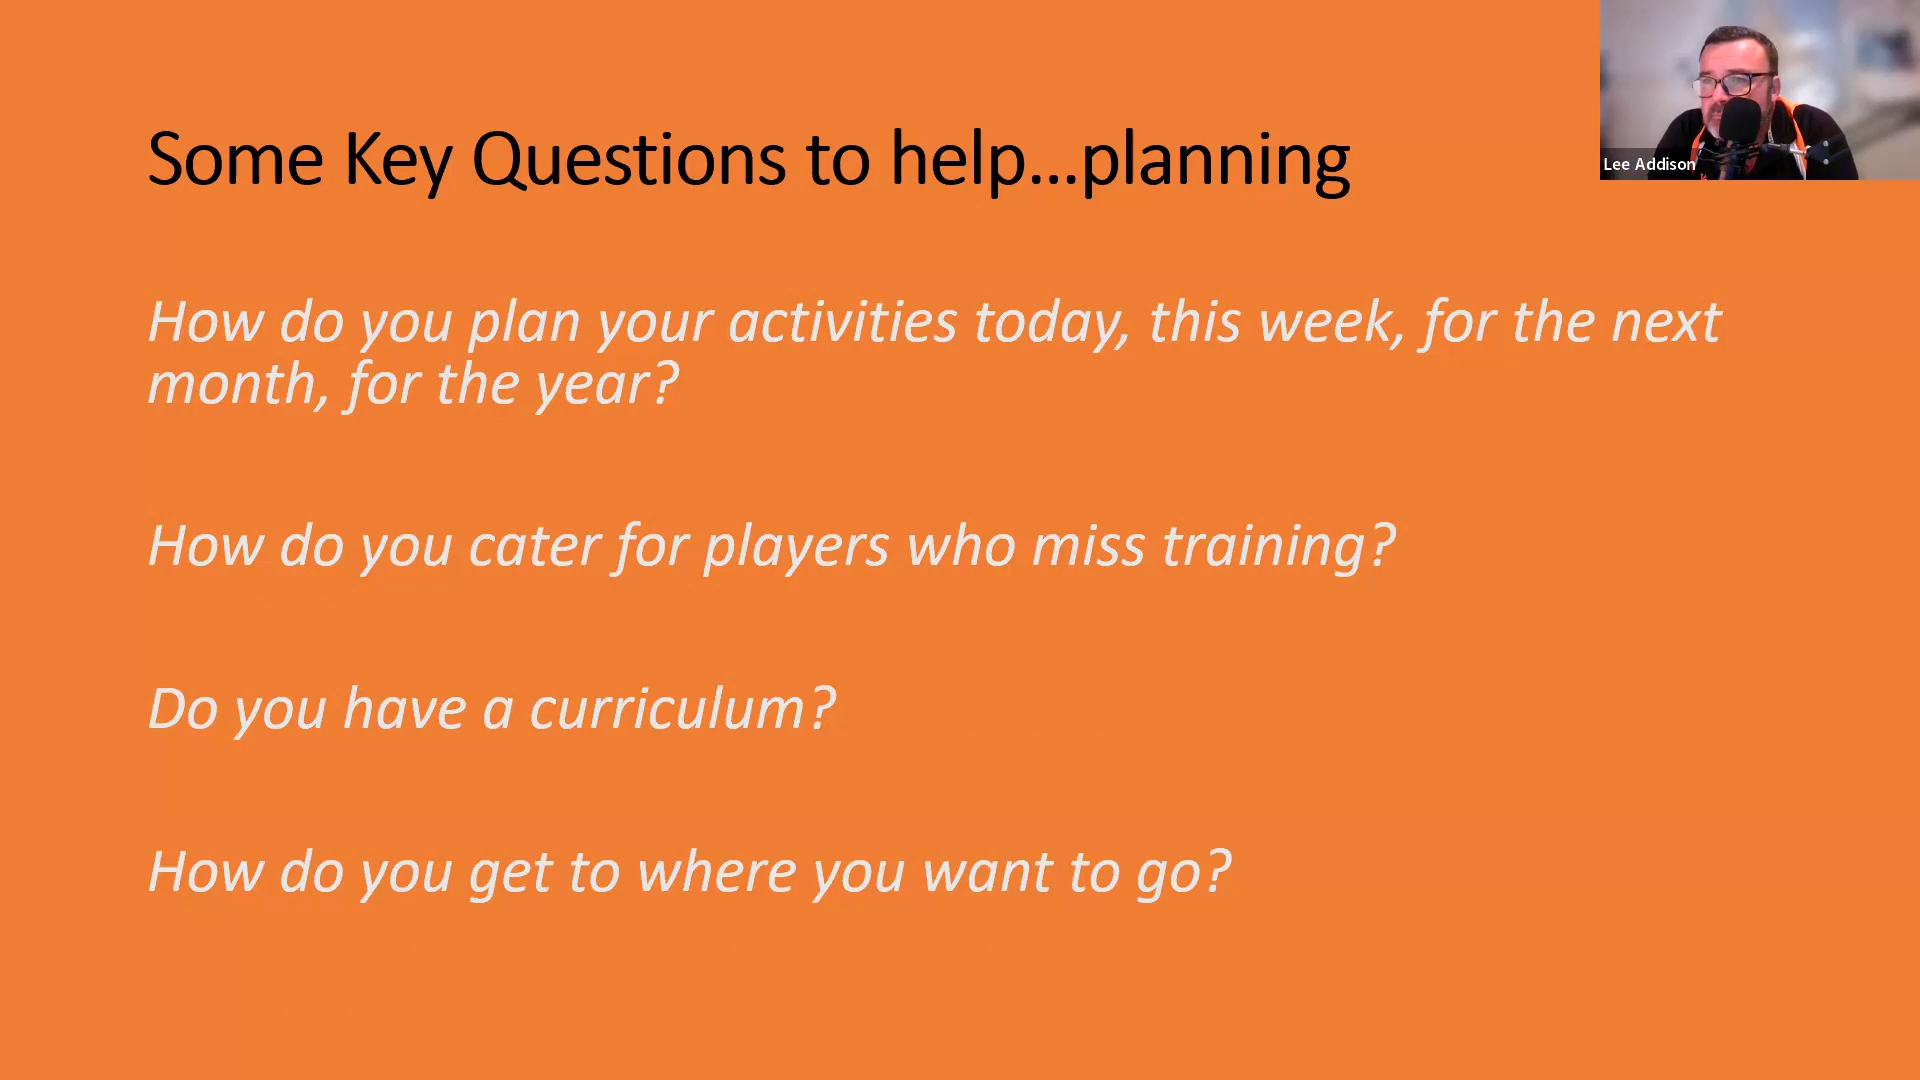 Some Key Questions to help...planning
Lee Addison
How do you plan your activities today, this week, for the next
month, for the year?
How do you cater for players who miss training?
Do you have a curriculum?
How do you get to where you want to go?